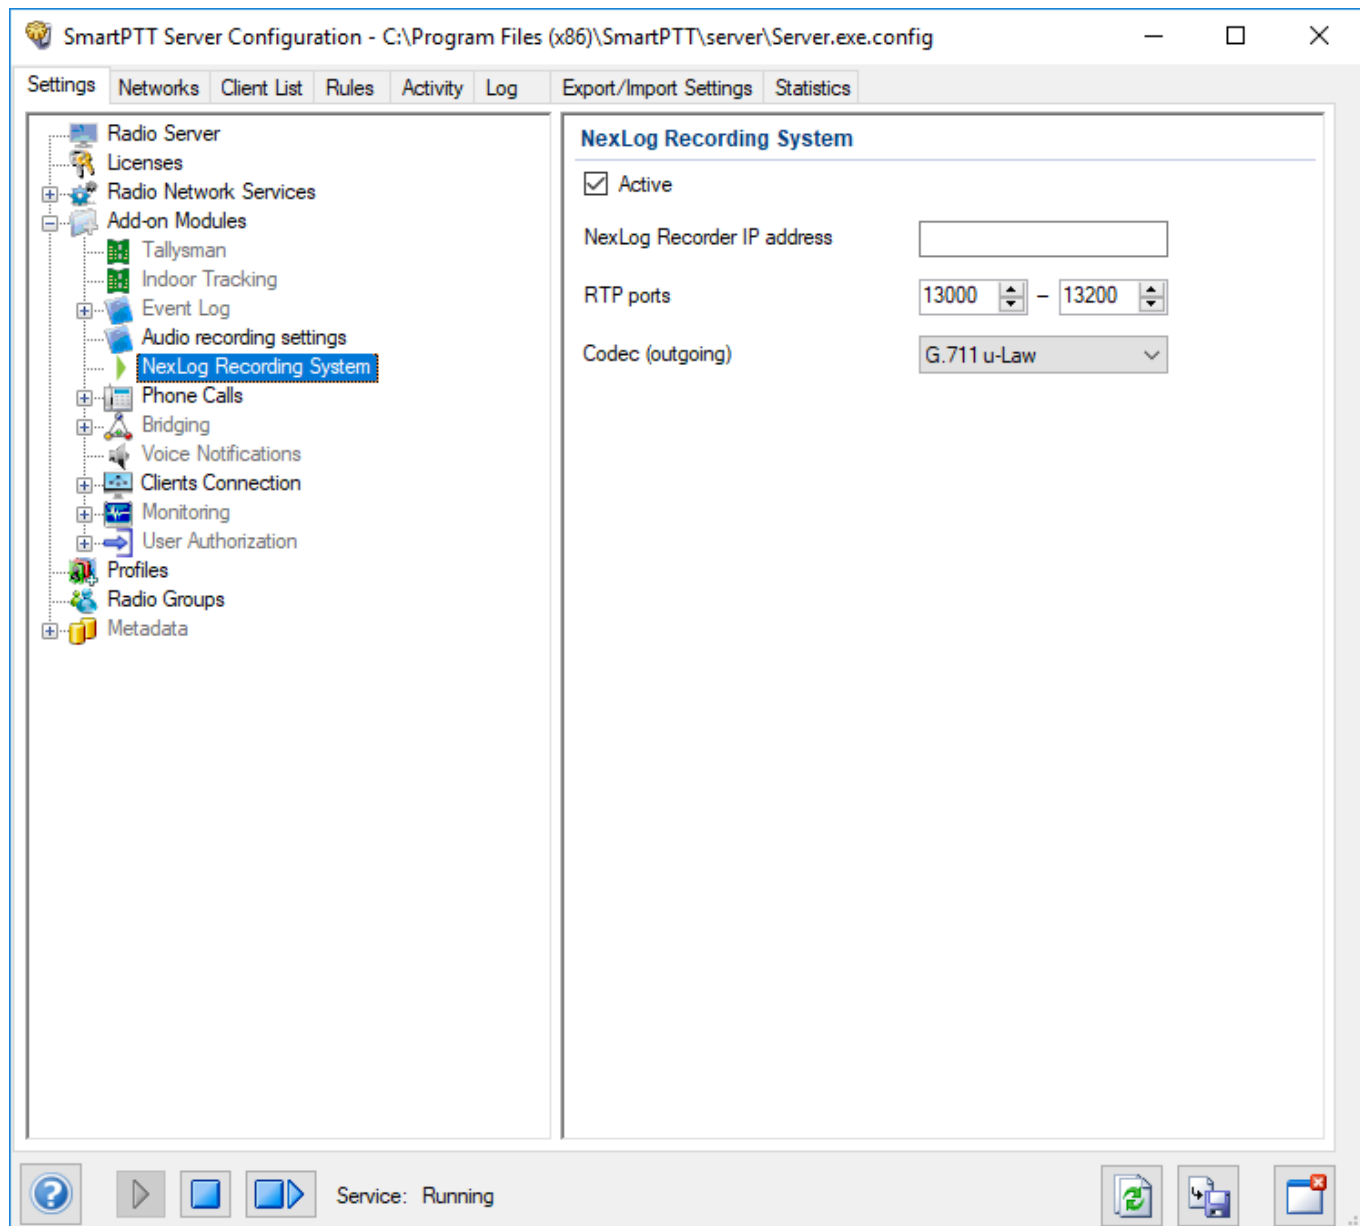 SmartPTT Server Configuration - C:\Program Files (x86)\SmartPTT\server\Server.exe.config
Settings Networks Client List Rules Activity Log Export/Import Settings Statistics
Radio Server
Licenses
Radio Network Services
Add-on Modules
Tallysman
Indoor Tracking
Event Log
Audio recording settings
NexLog Recording System
Phone Calls
Bridging
Voice Notifications
Clients Connection
Monitoring
User Authorization
Profiles
Radio Groups
Metadata
NexLog Recording System
Active
NexLog Recorder IP address
RTP ports 13000 – 13200
Codec (outgoing) G.711 u-Law
Service: Running